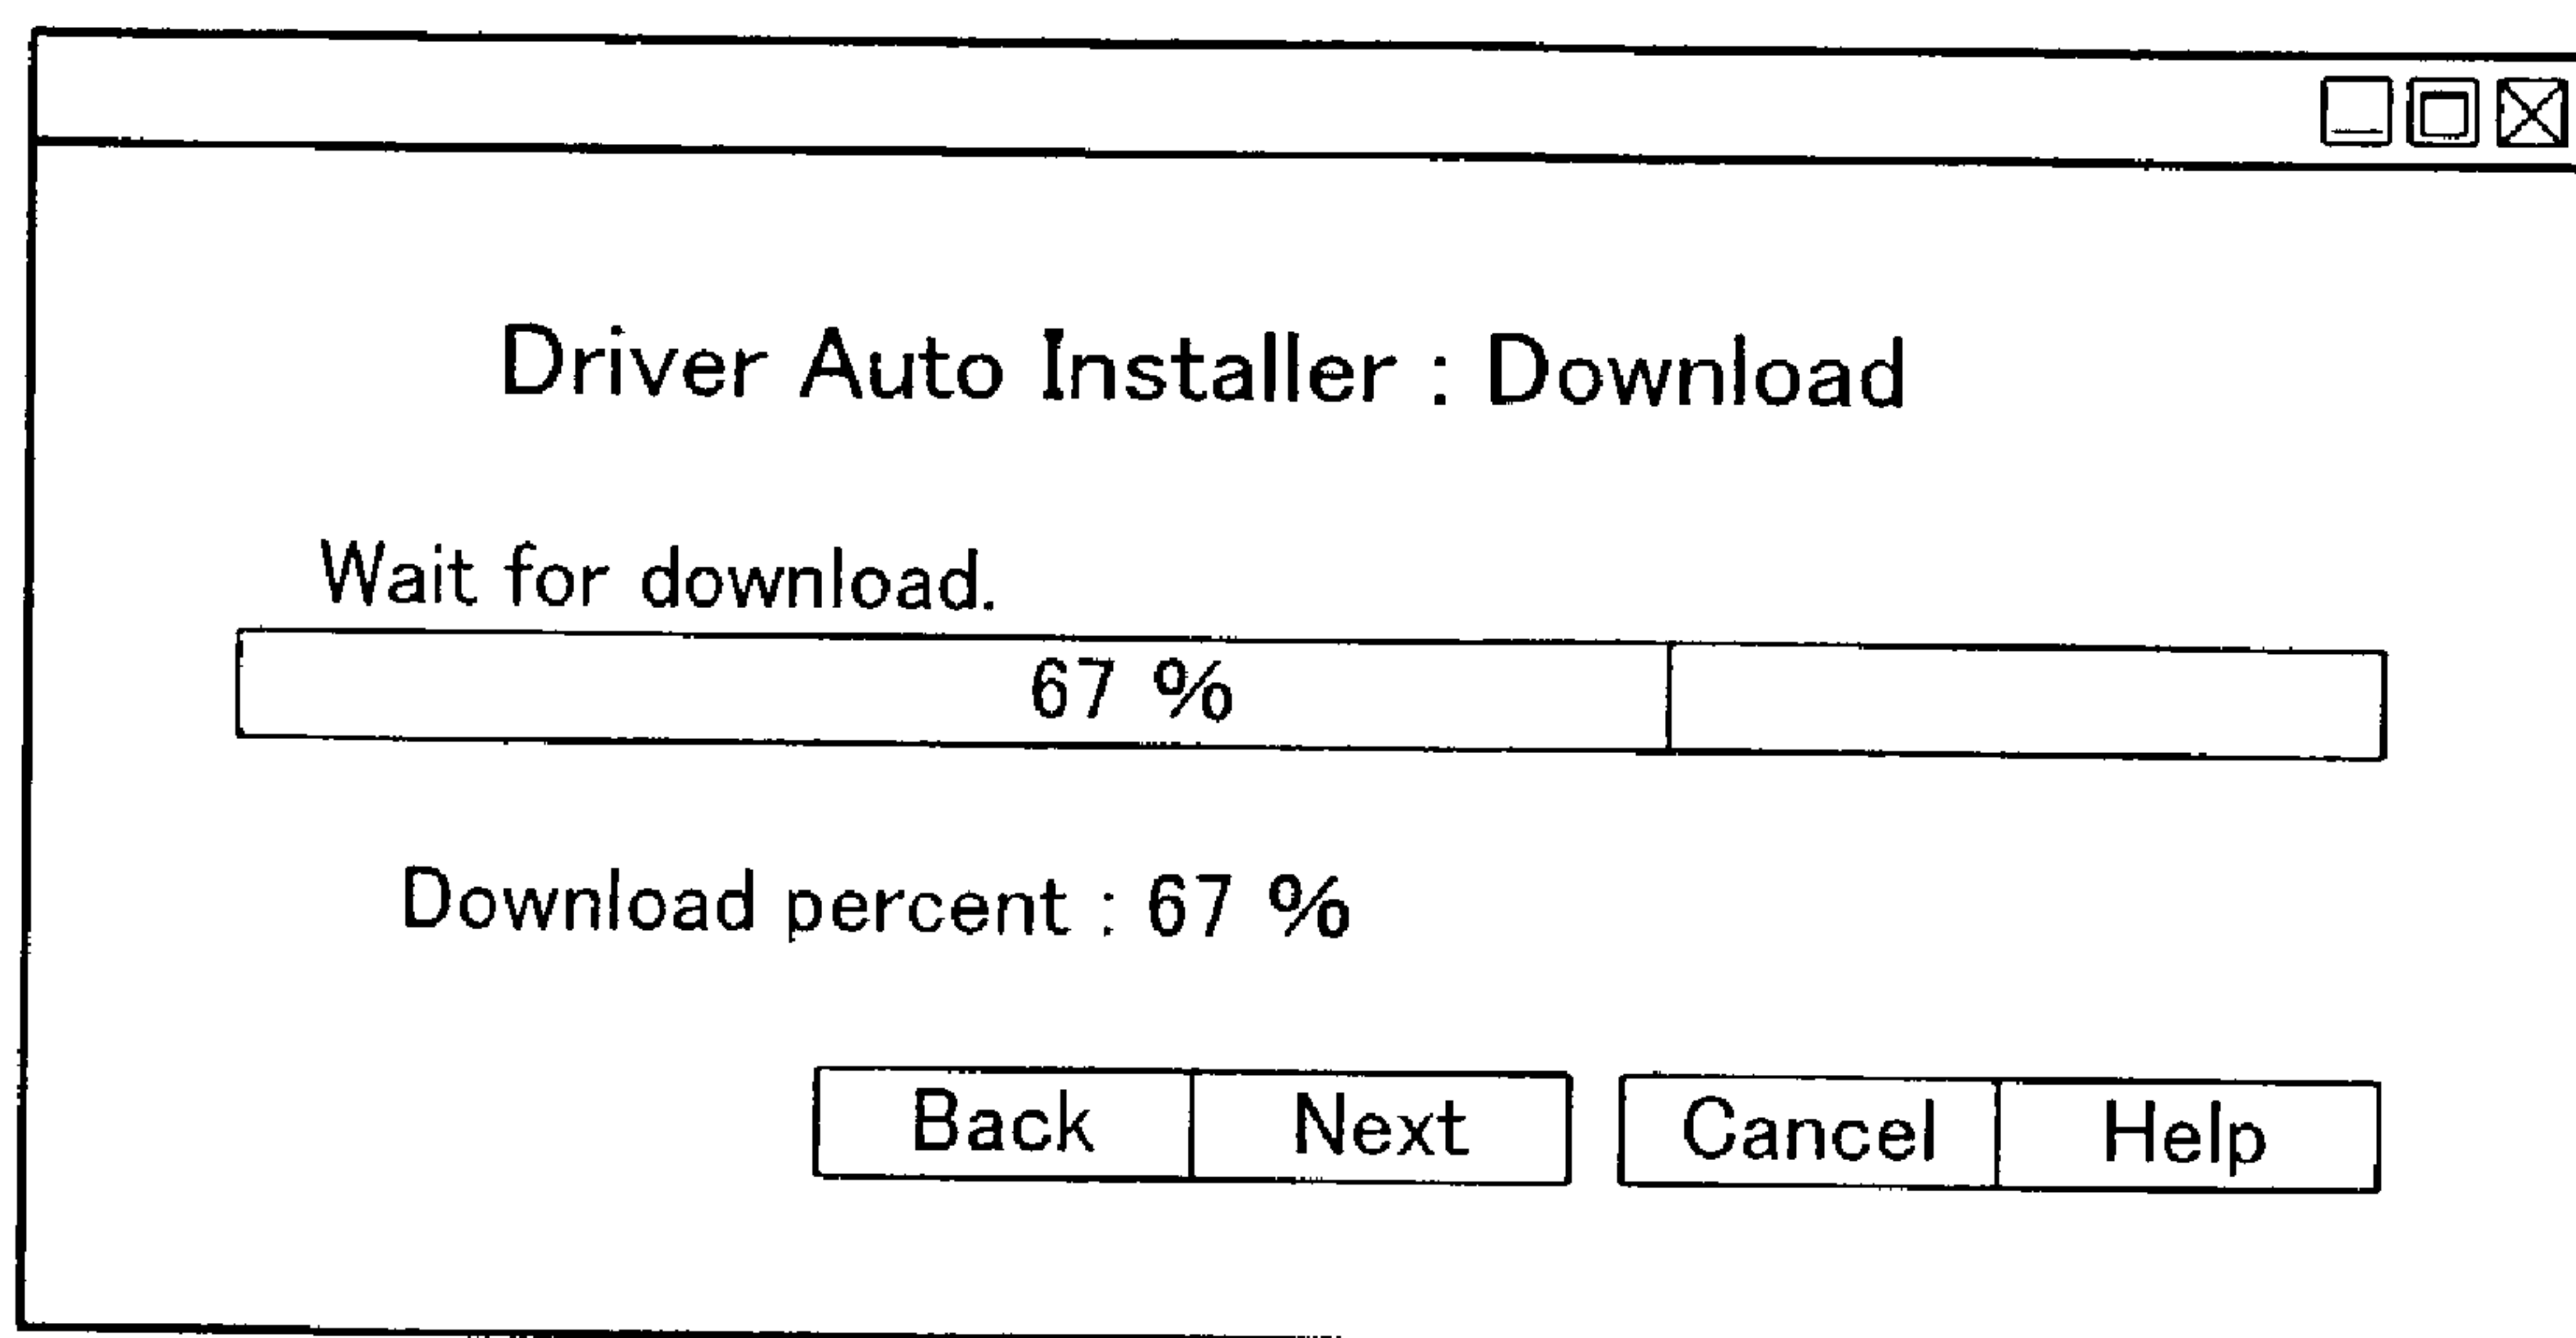 Driver Auto Installer : Download
Wait for download.
67 %
Download percent : 67 %
Back Next Cancel Help